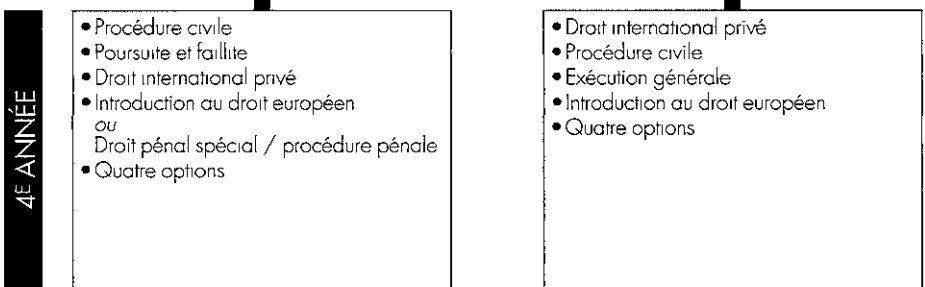 4E ANNÉE
• Procédure civile
• Poursuite et faillite
• Droit international privé
• Introduction au droit européen
ou
Droit pénal spécial / procédure pénale
• Quatre options
• Droit international privé
• Procédure civile
• Exécution générale
• Introduction au droit européen
• Quatre options